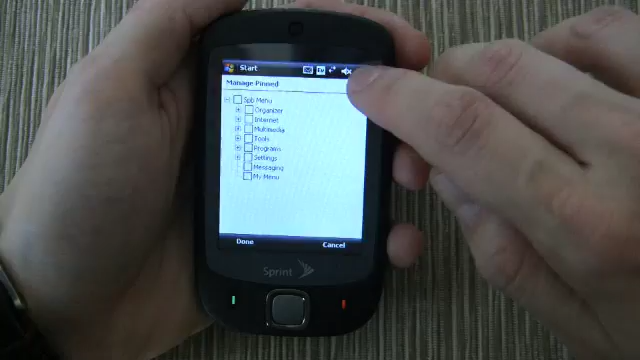 Start
Manage Pinned
Spb Menu
Organizer
Internet
Multimedia
Tools
Programs
Settings
Messaging
My Menu
Done Cancel
Sprint